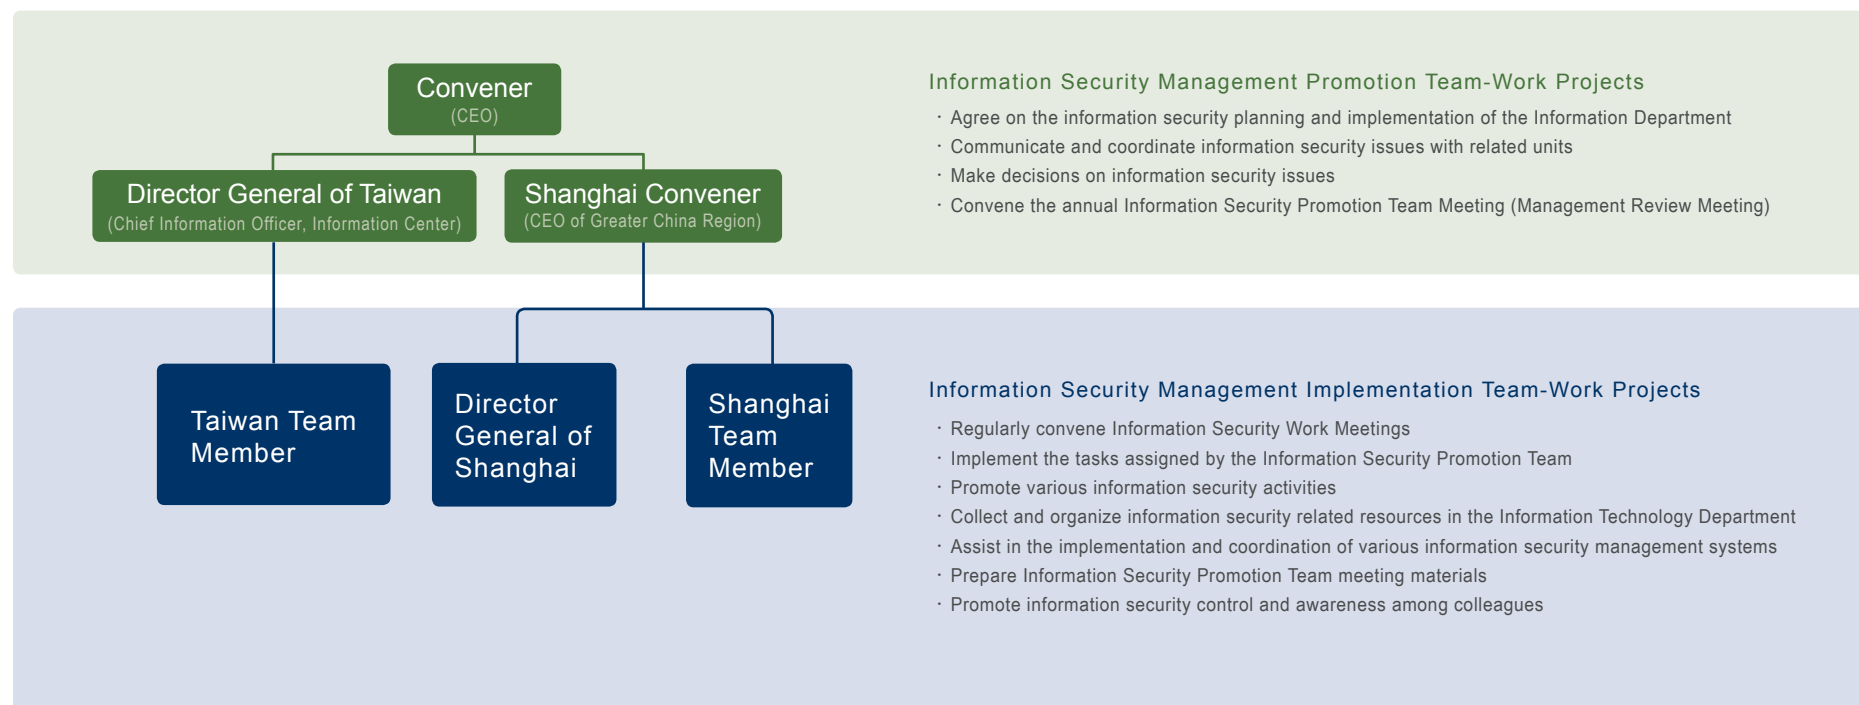 Convener
(CEO)
Director General of Taiwan
(Chief Information Officer, Information Center)
Shanghai Convener
(CEO of Greater China Region)
Information Security Management Promotion Team-Work Projects
· Agree on the information security planning and implementation of the Information Department
· Communicate and coordinate information security issues with related units
· Make decisions on information security issues
· Convene the annual Information Security Promotion Team Meeting (Management Review Meeting)
Taiwan Team
Member
Director
General of
Shanghai
Shanghai
Team
Member
Information Security Management Implementation Team-Work Projects
· Regularly convene Information Security Work Meetings
· Implement the tasks assigned by the Information Security Promotion Team
· Promote various information security activities
· Collect and organize information security related resources in the Information Technology Department
· Assist in the implementation and coordination of various information security management systems
· Prepare Information Security Promotion Team meeting materials
· Promote information security control and awareness among colleagues